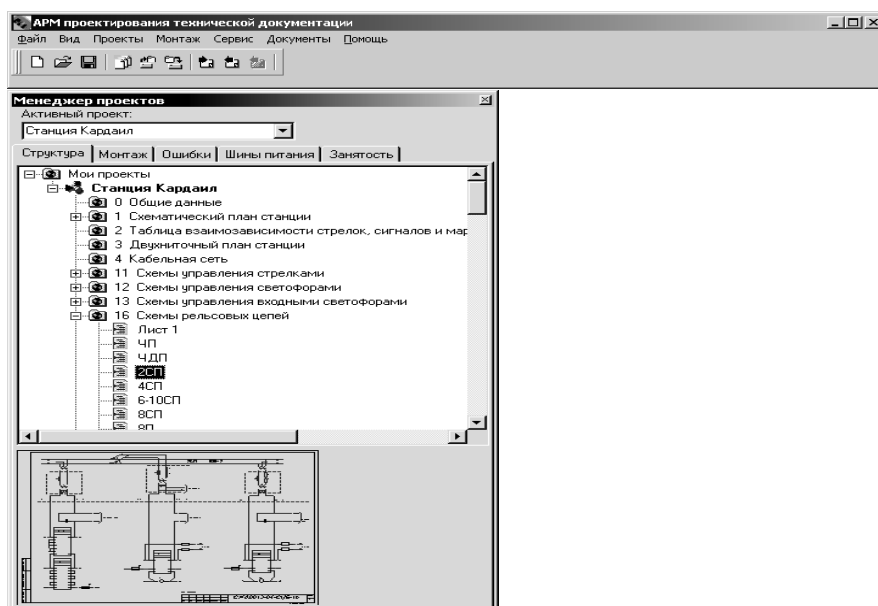 АРМ проектирования технической документации
Файл Вид Проекты Монтаж Сервис Документы Помощь
Менеджер проектов
Активный проект:
Станция Кардаил
Структура Монтаж Ошибки Шины питания Занятость
Мои проекты
Станция Кардаил
0 Общие данные
1 Схематический план станции
2 Таблица взаимозависимости стрелок, сигналов и мар
3 Двухниточный план станции
4 Кабельная сеть
11 Схемы управления стрелками
12 Схемы управления светофорами
13 Схемы управления входными светофорами
16 Схемы рельсовых цепей
Лист 1
ЧП
ЧДП
2СП
4СП
6-10СП
8СП
8П